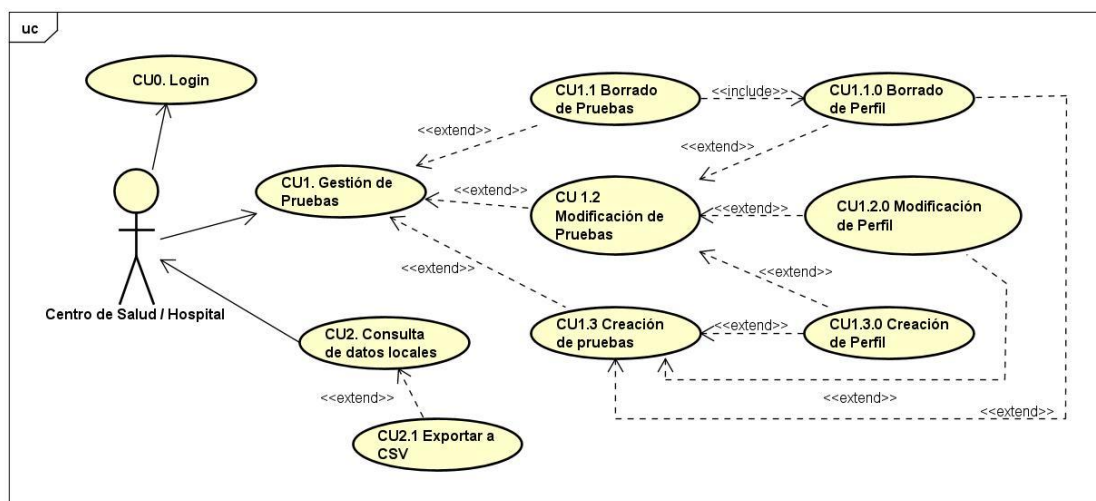 uc
CU0. Login
CU1.1 Borrado
de Pruebas
<<include>>
CU1.1.0 Borrado
de Perfil
<<extend>>
<<extend>>
CU1. Gestión de
Pruebas
<<extend>>
CU 1.2
Modificación de
Pruebas
<<extend>>
CU1.2.0 Modificación
de Perfil
<<extend>>
<<extend>>
Centro de Salud / Hospital
CU2. Consulta
de datos locales
CU1.3 Creación
de pruebas
<<extend>>
CU1.3.0 Creación
de Perfil
<<extend>>
<<extend>>
<<extend>>
CU2.1 Exportar a
CSV